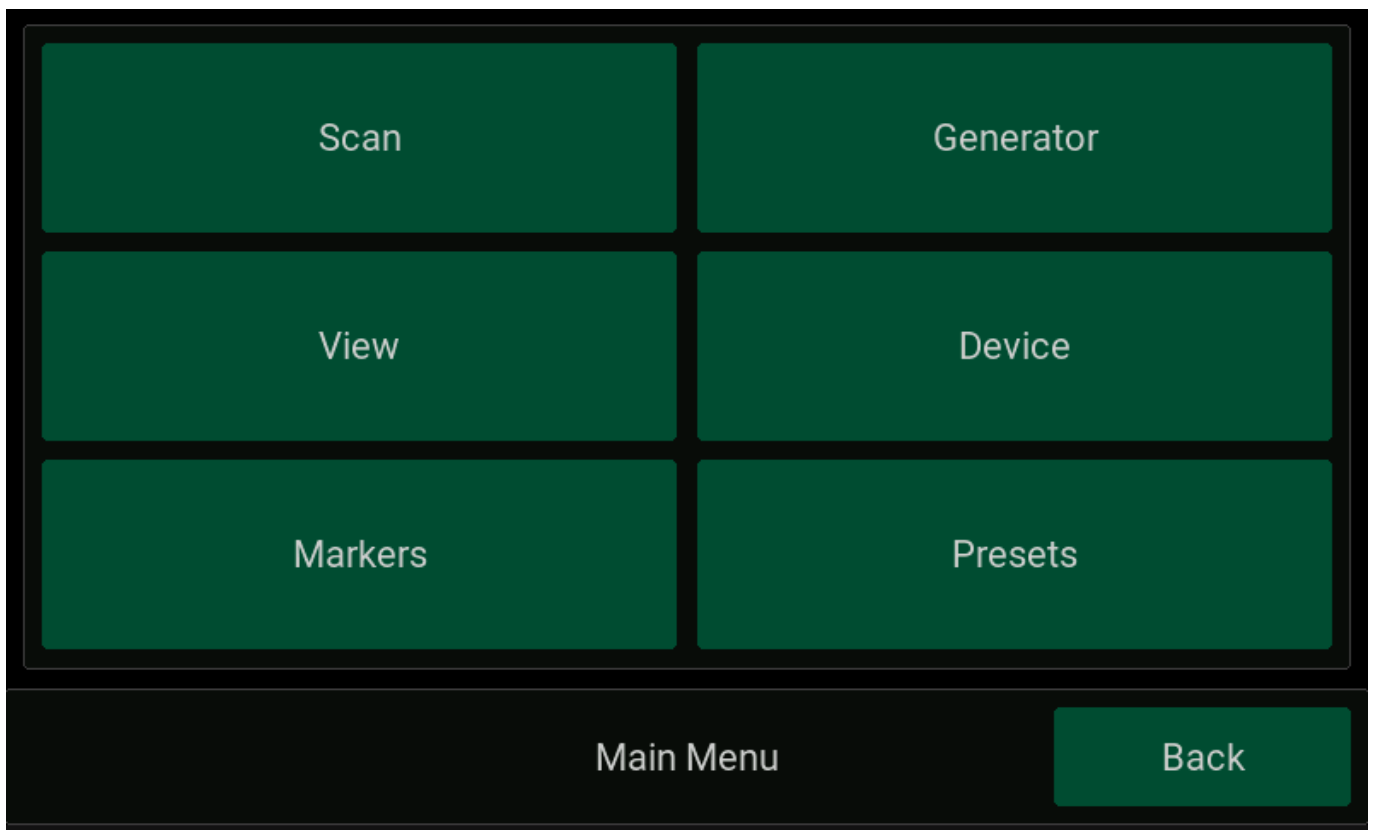 Scan
Generator
View
Device
Markers
Presets
Main Menu
Back